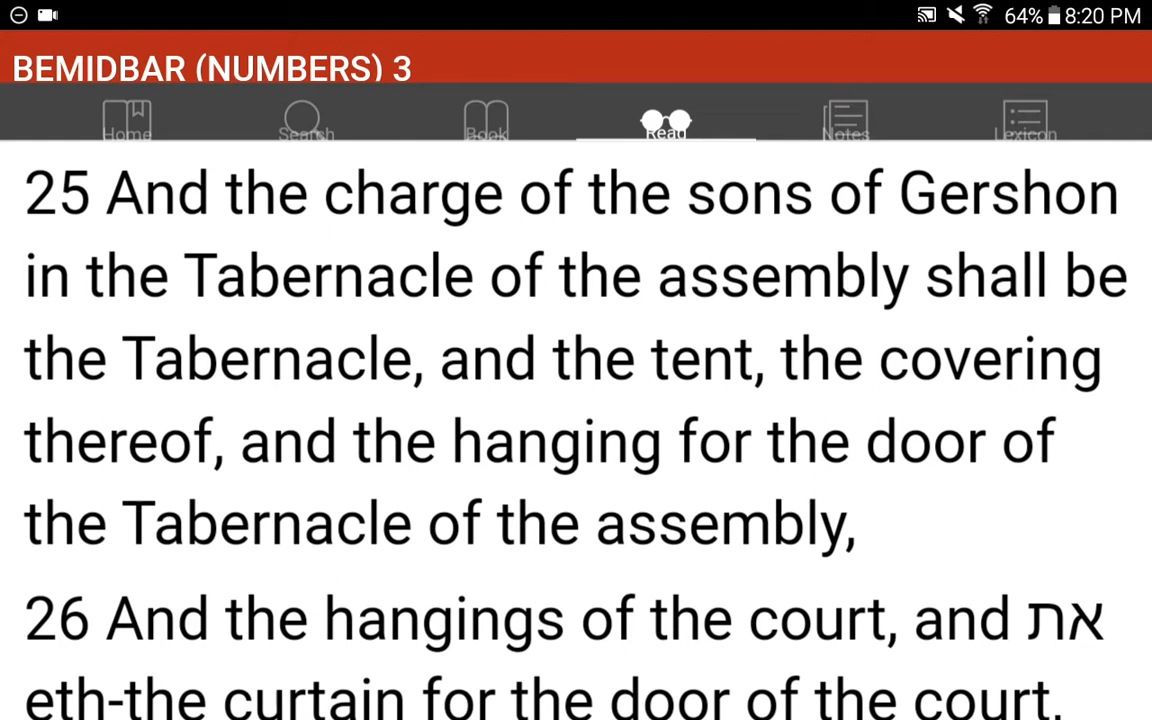 64% 8:20 PM
BEMIDBAR (NUMBERS) 3
Home Search Book Read Notes Lexicon
25 And the charge of the sons of Gershon
in the Tabernacle of the assembly shall be
the Tabernacle, and the tent, the covering
thereof, and the hanging for the door of
the Tabernacle of the assembly,
26 And the hangings of the court, and את
eth-the curtain for the door of the court,